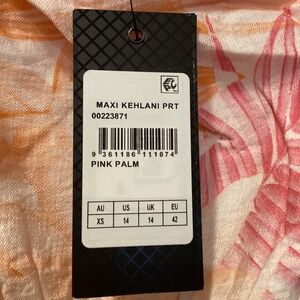 MAXI KEHLANI PRT
00223871
9 361186 111074
PINK PALM
AU US UK EU
XS 14 14 42